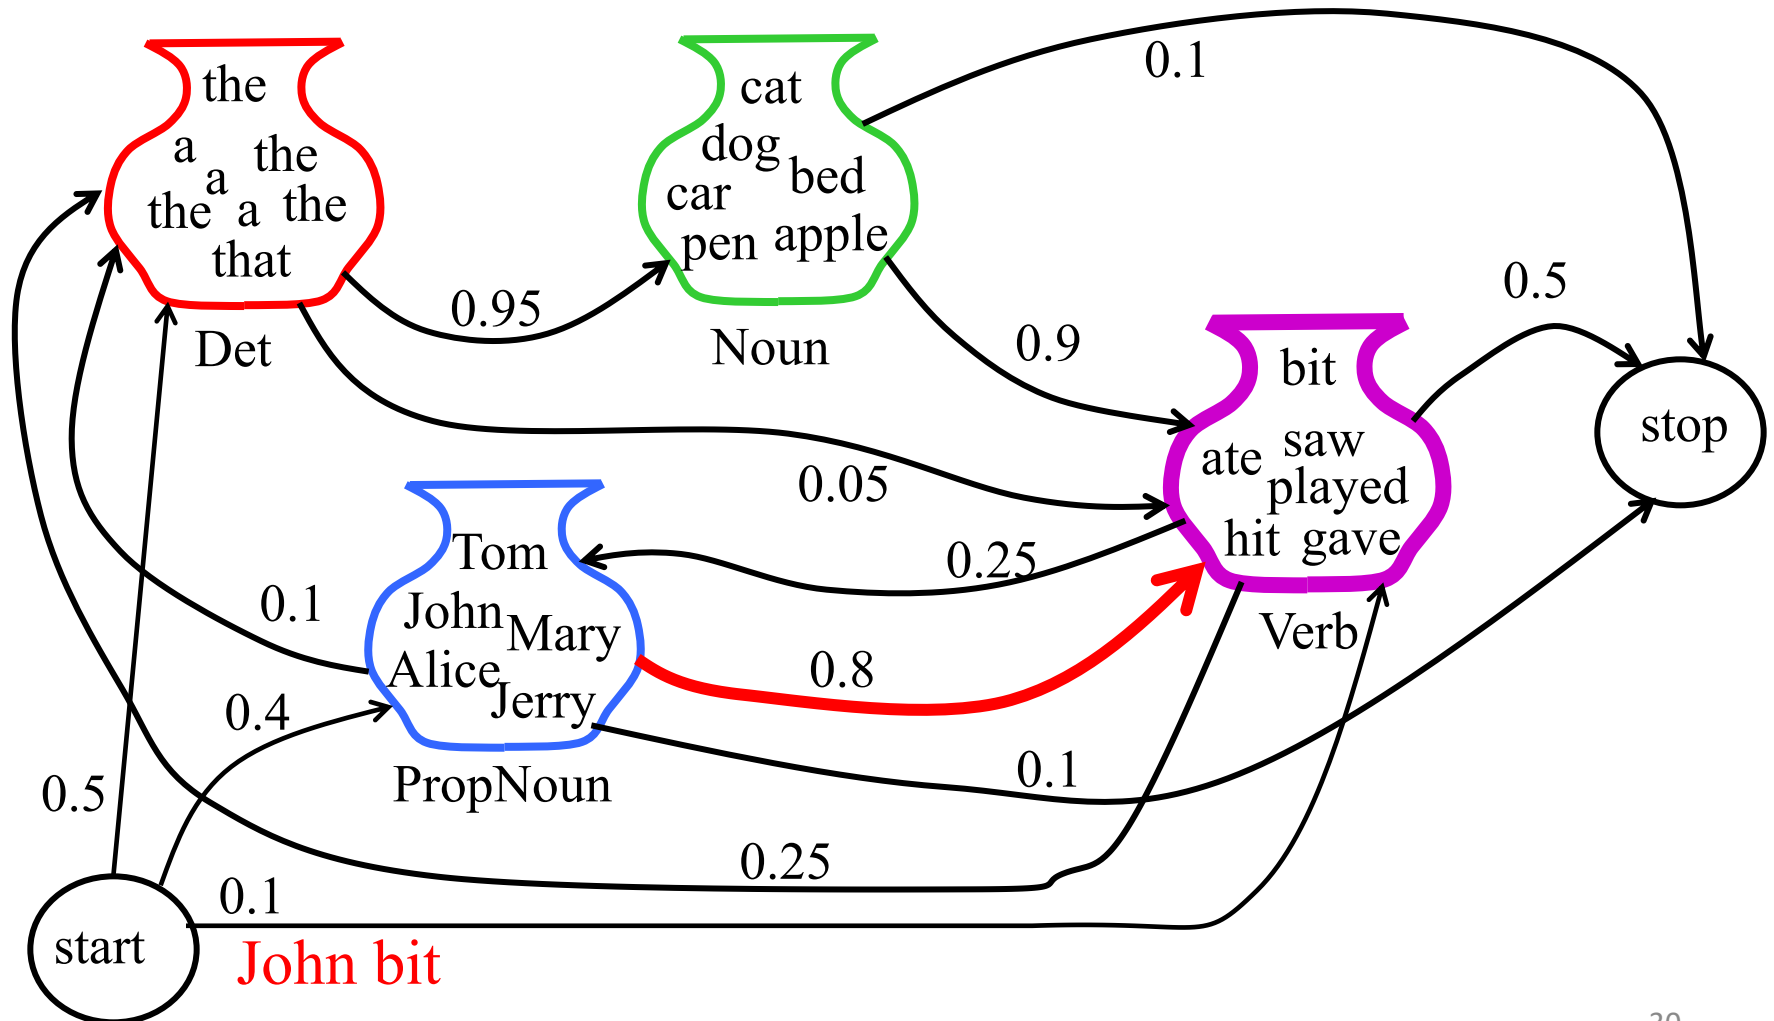 the
a the
a
the a the
that
Det
0.95
cat
dog
bed
car
pen apple
Noun
0.1
0.9
0.5
bit
saw
ate
played
hit gave
Verb
stop
0.05
0.25
Tom
John
Mary
Alice
Jerry
PropNoun
0.1
0.8
0.4
0.1
0.5
0.25
0.1
start
John bit